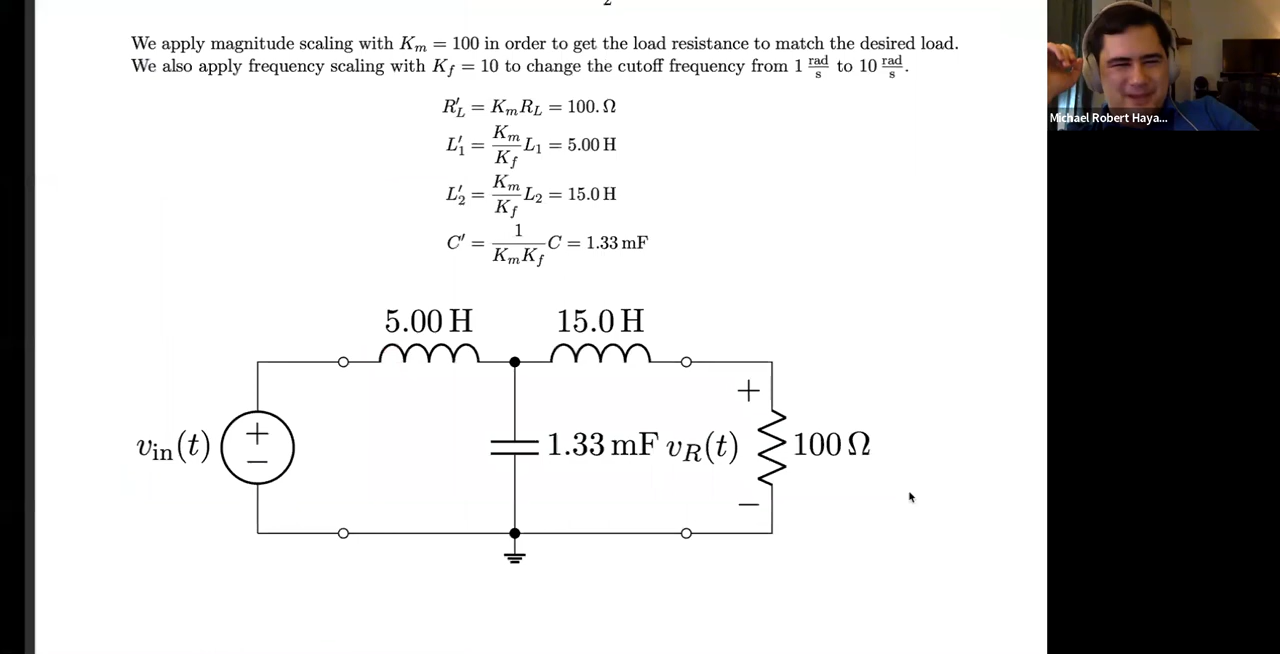 2
We apply magnitude scaling with K_m = 100 in order to get the load resistance to match the desired load.
We also apply frequency scaling with K_f = 10 to change the cutoff frequency from 1 rad/s to 10 rad/s.
R'_L = K_m R_L = 100. Ω
L'_1 = K_m/K_f L_1 = 5.00 H
L'_2 = K_m/K_f L_2 = 15.0 H
C' = 1/(K_m K_f) C = 1.33 mF
5.00 H 15.0 H
v_in(t) + − 1.33 mF + v_R(t) − 100 Ω
Michael Robert Haya...